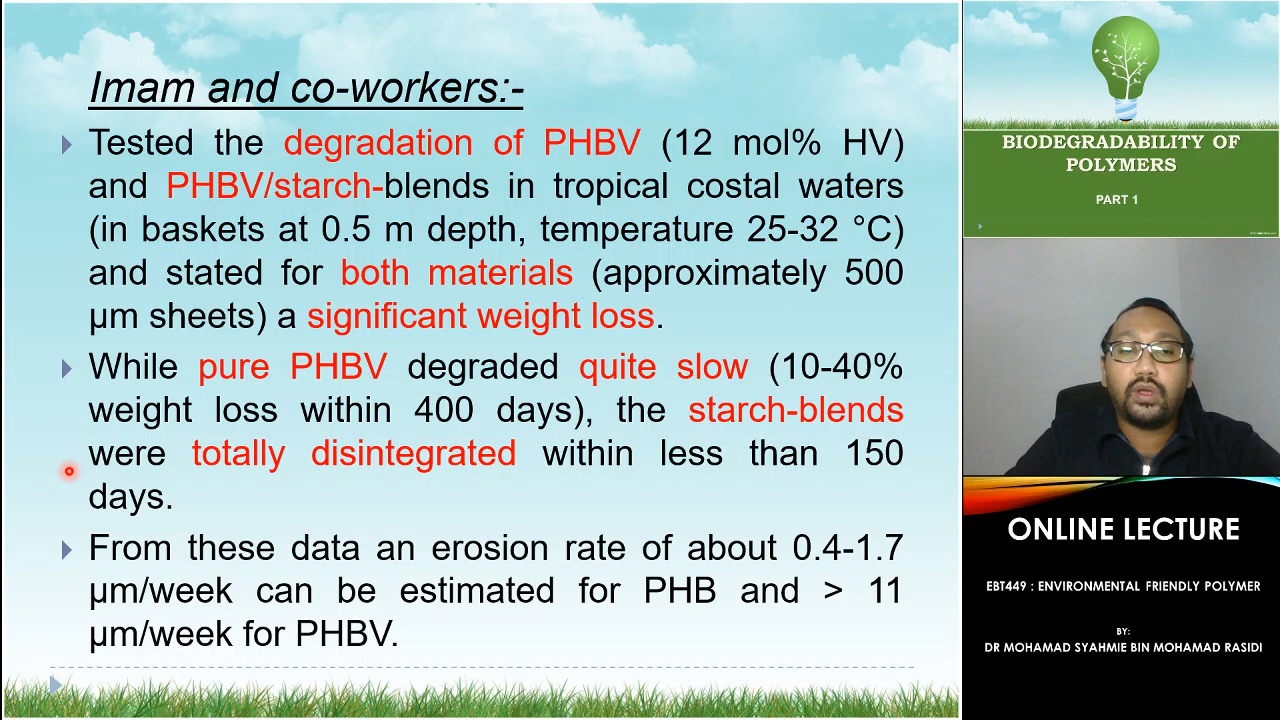 Imam and co-workers:-
Tested the degradation of PHBV (12 mol% HV)
and PHBV/starch-blends in tropical costal waters
(in baskets at 0.5 m depth, temperature 25-32 °C)
and stated for both materials (approximately 500
µm sheets) a significant weight loss.
While pure PHBV degraded quite slow (10-40%
weight loss within 400 days), the starch-blends
were totally disintegrated within less than 150
days.
From these data an erosion rate of about 0.4-1.7
µm/week can be estimated for PHB and > 11
µm/week for PHBV.
BIODEGRADABILITY OF
POLYMERS
PART 1
ONLINE LECTURE
EBT449 : ENVIRONMENTAL FRIENDLY POLYMER
BY:
DR MOHAMAD SYAHMIE BIN MOHAMAD RASIDI